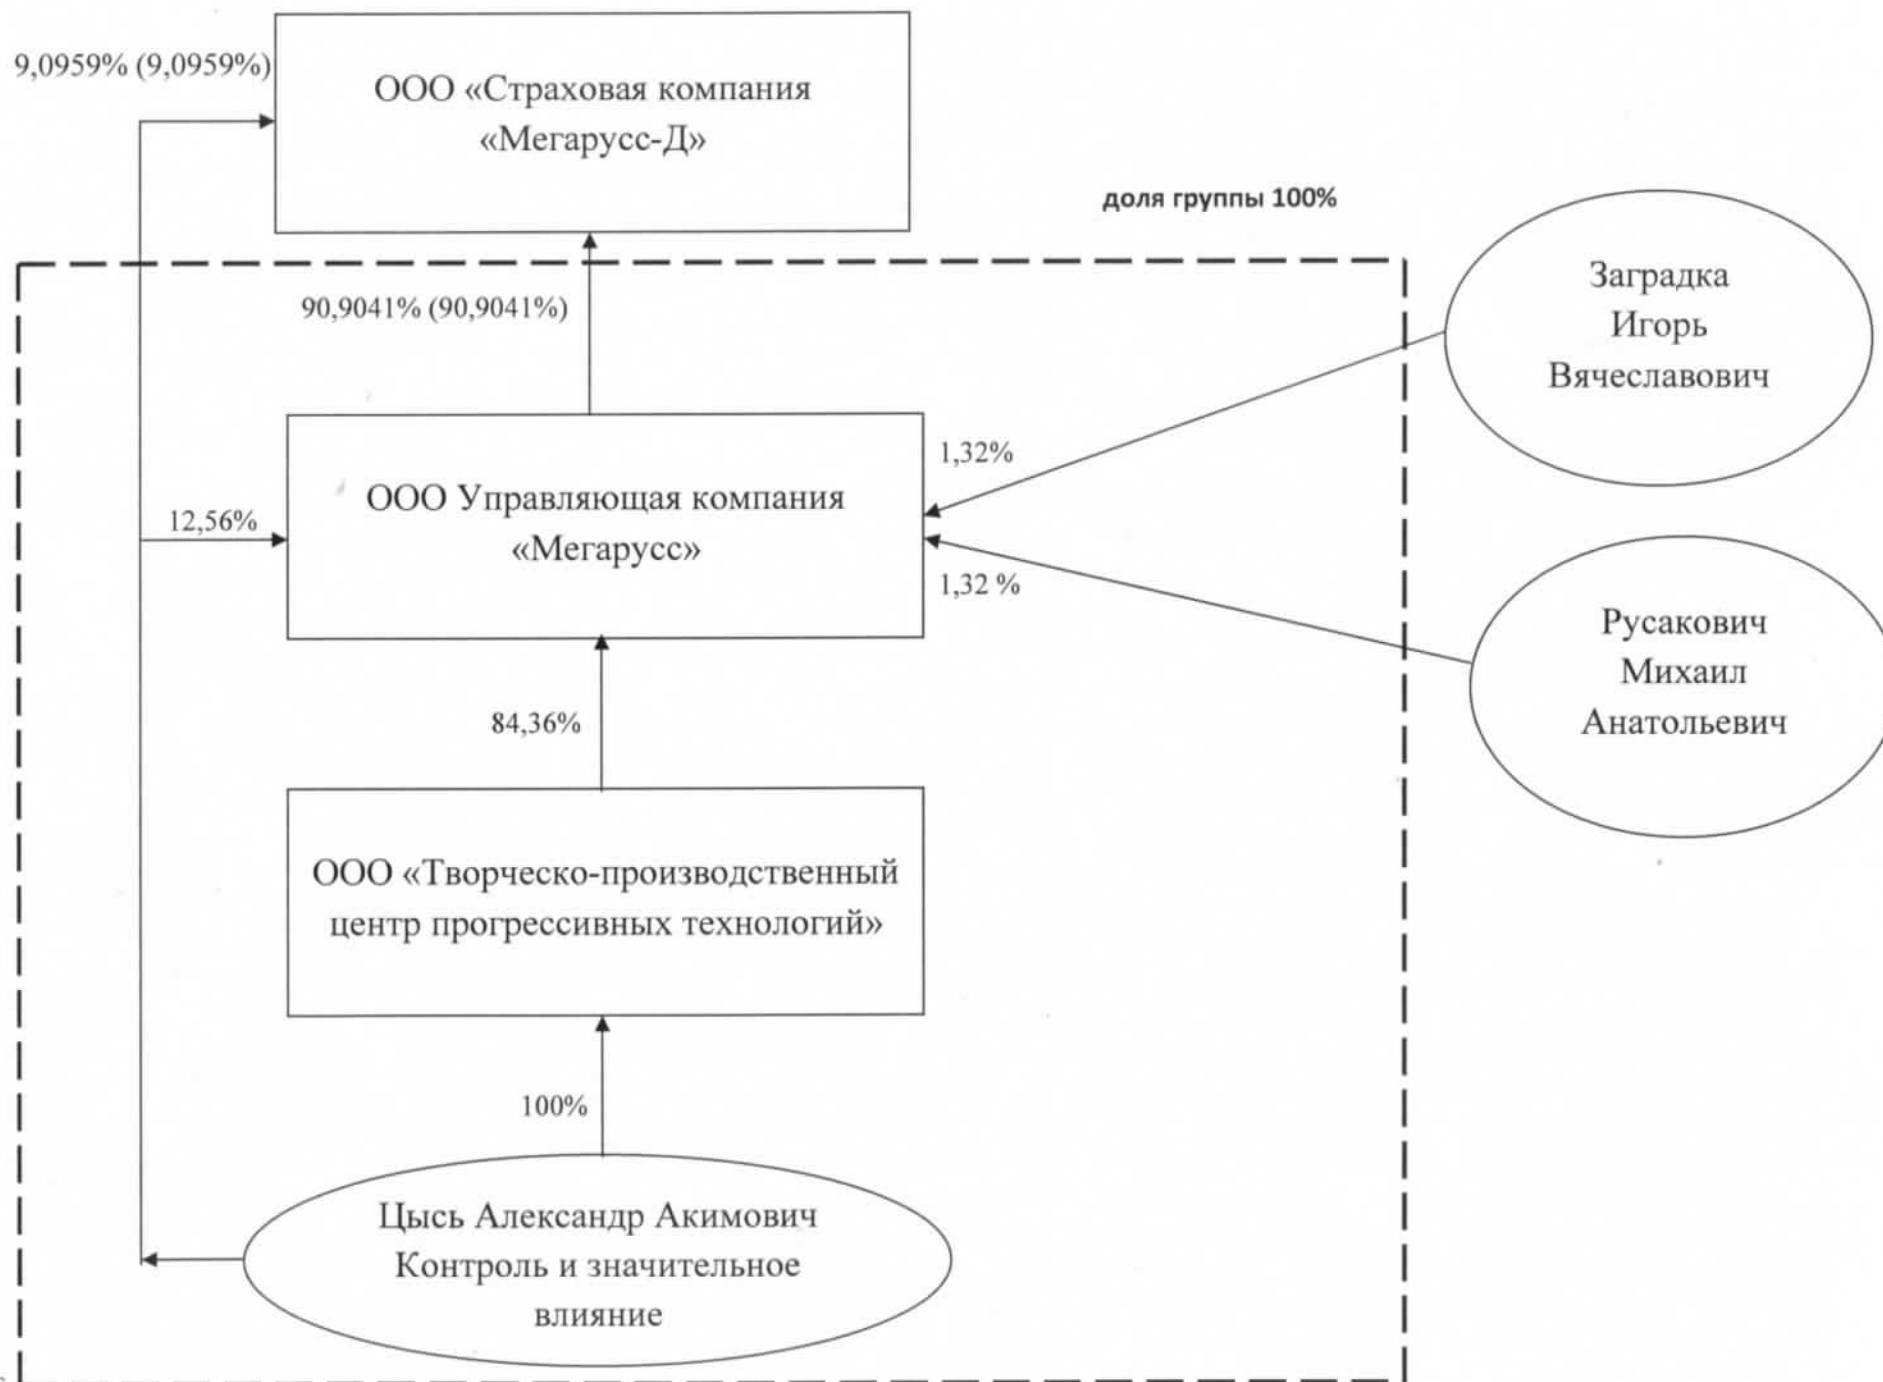 9,0959% (9,0959%)
ООО «Страховая компания
«Мегарусс-Д»
доля группы 100%
Заградка
Игорь
Вячеславович
90,9041% (90,9041%)
1,32%
ООО Управляющая компания
«Мегарусс»
12,56%
1,32 %
Русакович
Михаил
Анатольевич
84,36%
ООО «Творческо-производственный
центр прогрессивных технологий»
100%
Цысь Александр Акимович
Контроль и значительное
влияние